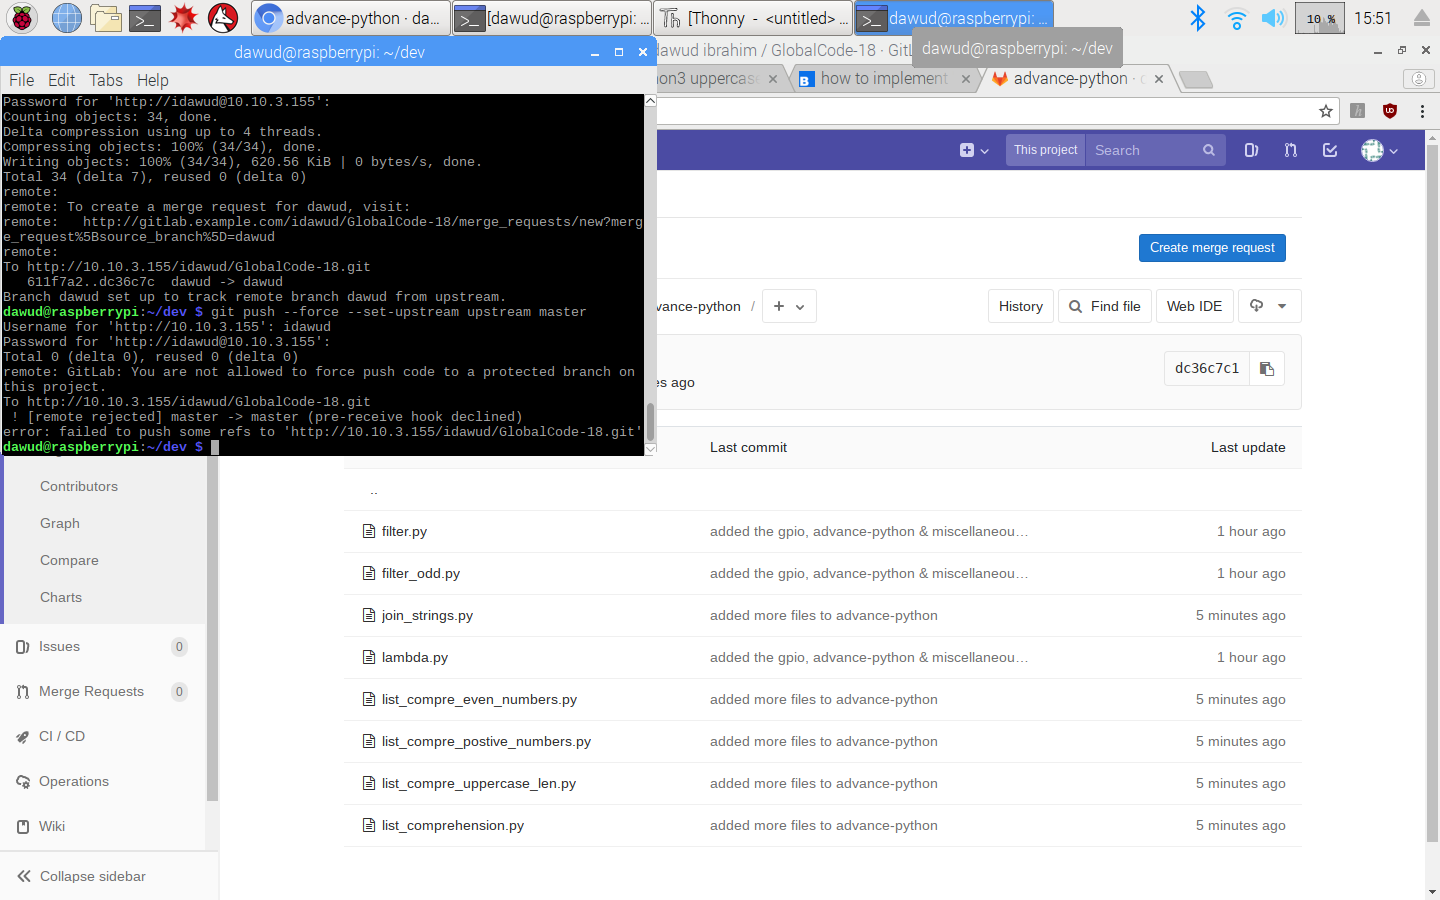 advance-python · da...
[dawud@raspberrypi: ...
[Thonny - <untitled> ...
dawud@raspberrypi: ...
10 %
15:51
dawud@raspberrypi: ~/dev
dawud ibrahim / GlobalCode-18 · GitL
dawud@raspberrypi: ~/dev
File Edit Tabs Help
on3 uppercase
how to implement
advance-python · d
Password for 'http://idawud@10.10.3.155':
Counting objects: 34, done.
Delta compression using up to 4 threads.
Compressing objects: 100% (34/34), done.
Writing objects: 100% (34/34), 620.56 KiB | 0 bytes/s, done.
Total 34 (delta 7), reused 0 (delta 0)
remote:
remote: To create a merge request for dawud, visit:
remote:   http://gitlab.example.com/idawud/GlobalCode-18/merge_requests/new?merg
e_request%5Bsource_branch%5D=dawud
remote:
To http://10.10.3.155/idawud/GlobalCode-18.git
   611f7a2..dc36c7c  dawud -> dawud
Branch dawud set up to track remote branch dawud from upstream.
dawud@raspberrypi:~/dev $ git push --force --set-upstream upstream master
Username for 'http://10.10.3.155': idawud
Password for 'http://idawud@10.10.3.155':
Total 0 (delta 0), reused 0 (delta 0)
remote: GitLab: You are not allowed to force push code to a protected branch on
this project.
To http://10.10.3.155/idawud/GlobalCode-18.git
 ! [remote rejected] master -> master (pre-receive hook declined)
error: failed to push some refs to 'http://10.10.3.155/idawud/GlobalCode-18.git'
dawud@raspberrypi:~/dev $
This project
Search
Create merge request
vance-python /
+
History
Find file
Web IDE
es ago
dc36c7c1
Last commit
Last update
..
filter.py added the gpio, advance-python & miscellaneou… 1 hour ago
filter_odd.py added the gpio, advance-python & miscellaneou… 1 hour ago
join_strings.py added more files to advance-python 5 minutes ago
lambda.py added the gpio, advance-python & miscellaneou… 1 hour ago
list_compre_even_numbers.py added more files to advance-python 5 minutes ago
list_compre_postive_numbers.py added more files to advance-python 5 minutes ago
list_compre_uppercase_len.py added more files to advance-python 5 minutes ago
list_comprehension.py added more files to advance-python 5 minutes ago
Contributors
Graph
Compare
Charts
Issues 0
Merge Requests 0
CI / CD
Operations
Wiki
Collapse sidebar